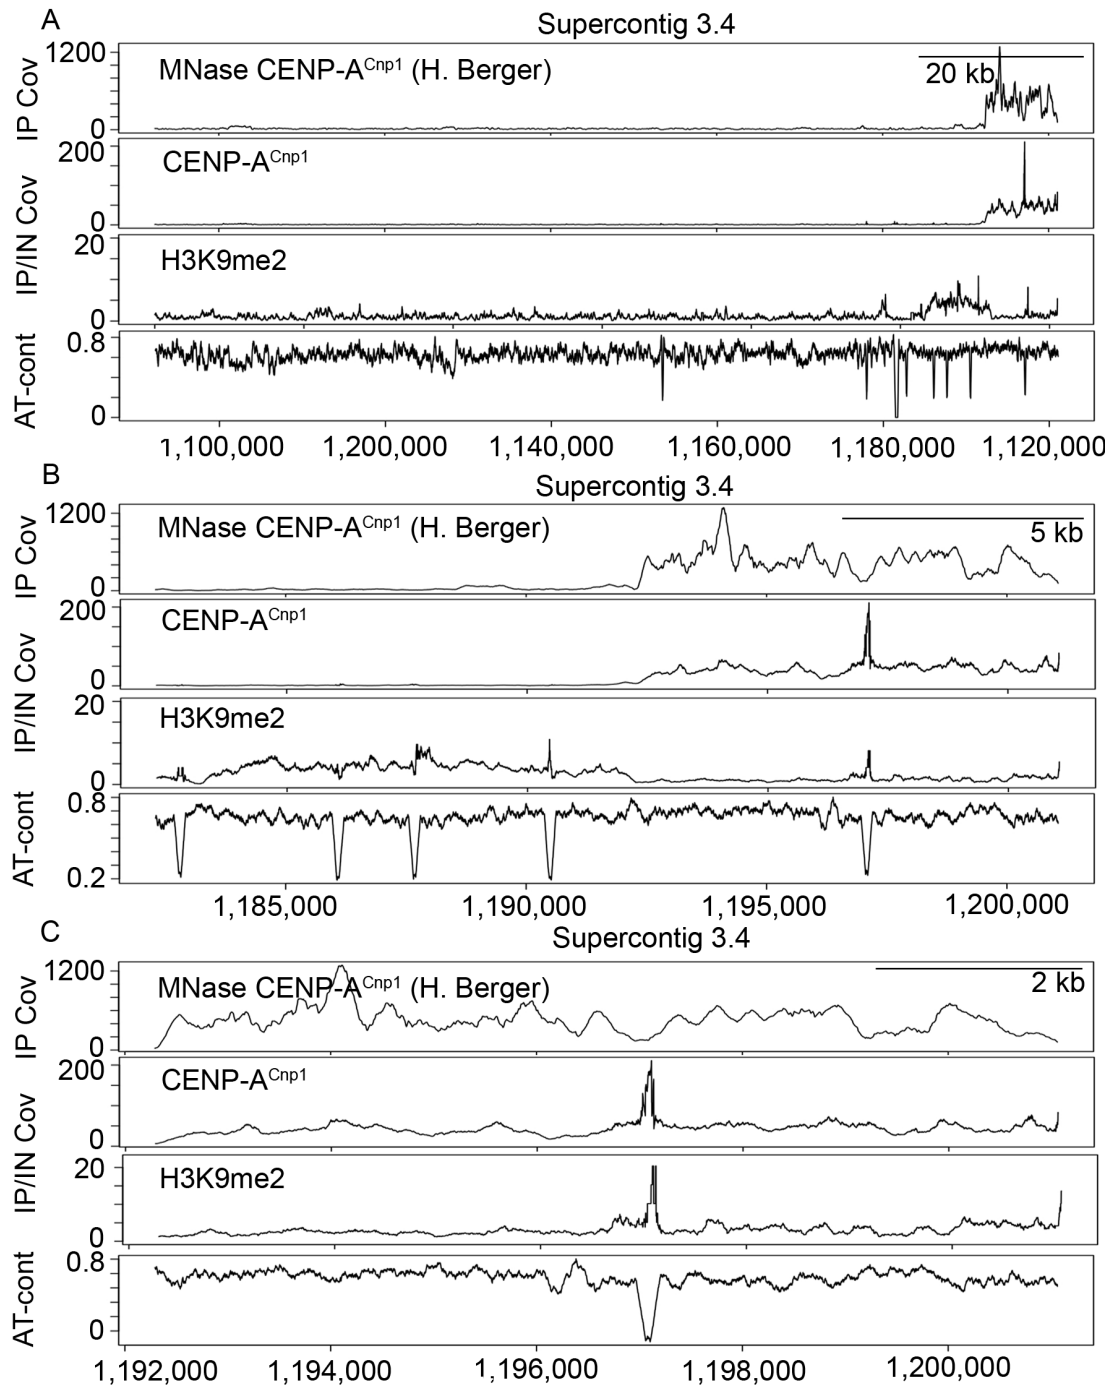 A
Supercontig 3.4
MNase CENP-A^Cnp1 (H. Berger)
20 kb
IP Cov
1200
0
CENP-A^Cnp1
IP/IN Cov
200
0
H3K9me2
20
0
AT-cont
0.8
0
1,100,000 1,200,000 1,140,000 1,160,000 1,180,000 1,120,000
B
Supercontig 3.4
MNase CENP-A^Cnp1 (H. Berger)
5 kb
IP Cov
1200
0
CENP-A^Cnp1
IP/IN Cov
200
0
H3K9me2
20
0
AT-cont
0.8
0.2
1,185,000 1,190,000 1,195,000 1,200,000
C
Supercontig 3.4
MNase CENP-A^Cnp1 (H. Berger)
2 kb
IP Cov
1200
0
CENP-A^Cnp1
IP/IN Cov
200
0
H3K9me2
20
0
AT-cont
0.8
0
1,192,000 1,194,000 1,196,000 1,198,000 1,200,000